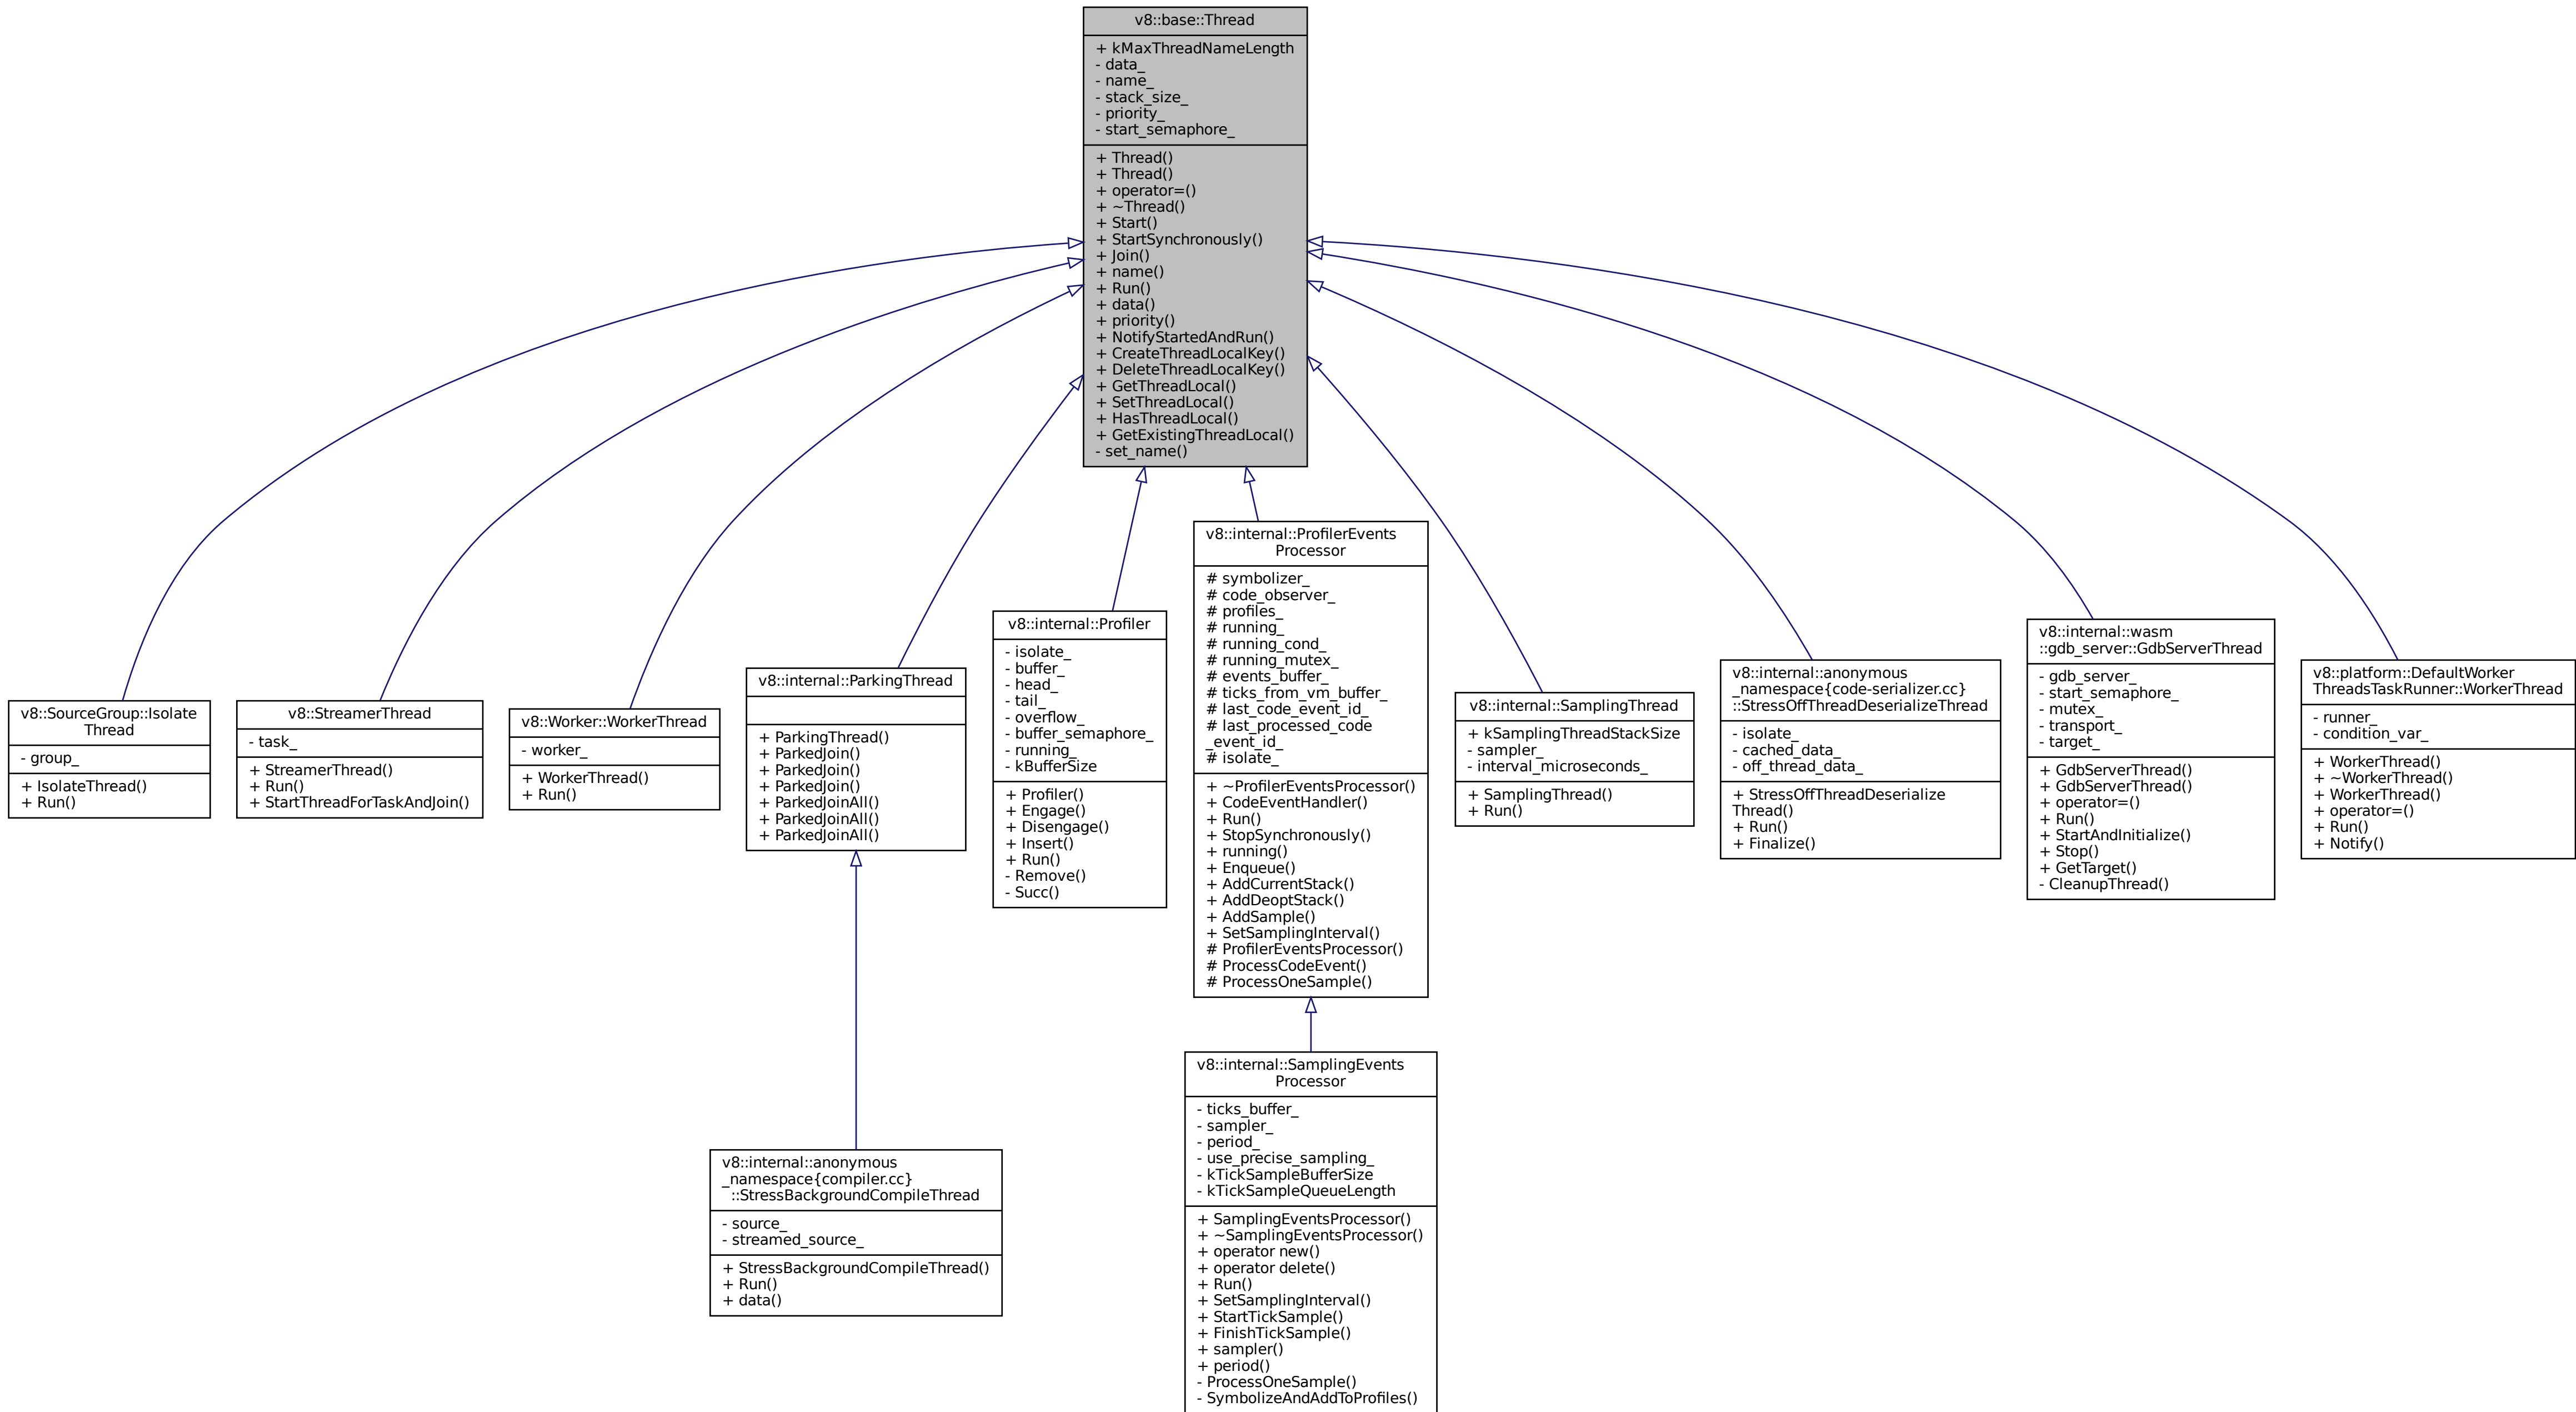 v8::base::Thread
+ kMaxThreadNameLength
- data_
- name_
- stack_size_
- priority_
- start_semaphore_
+ Thread()
+ Thread()
+ operator=()
+ ~Thread()
+ Start()
+ StartSynchronously()
+ Join()
+ name()
+ Run()
+ data()
+ priority()
+ NotifyStartedAndRun()
+ CreateThreadLocalKey()
+ DeleteThreadLocalKey()
+ GetThreadLocal()
+ SetThreadLocal()
+ HasThreadLocal()
+ GetExistingThreadLocal()
- set_name()
v8::SourceGroup::Isolate
Thread
- group_
+ IsolateThread()
+ Run()
v8::StreamerThread
- task_
+ StreamerThread()
+ Run()
+ StartThreadForTaskAndJoin()
v8::Worker::WorkerThread
- worker_
+ WorkerThread()
+ Run()
v8::internal::ParkingThread
+ ParkingThread()
+ ParkedJoin()
+ ParkedJoin()
+ ParkedJoin()
+ ParkedJoinAll()
+ ParkedJoinAll()
+ ParkedJoinAll()
v8::internal::Profiler
- isolate_
- buffer_
- head_
- tail_
- overflow_
- buffer_semaphore_
- running_
- kBufferSize
+ Profiler()
+ Engage()
+ Disengage()
+ Insert()
+ Run()
- Remove()
- Succ()
v8::internal::ProfilerEvents
Processor
# symbolizer_
# code_observer_
# profiles_
# running_
# running_cond_
# running_mutex_
# events_buffer_
# ticks_from_vm_buffer_
# last_code_event_id_
# last_processed_code
_event_id_
# isolate_
+ ~ProfilerEventsProcessor()
+ CodeEventHandler()
+ Run()
+ StopSynchronously()
+ running()
+ Enqueue()
+ AddCurrentStack()
+ AddDeoptStack()
+ AddSample()
+ SetSamplingInterval()
# ProfilerEventsProcessor()
# ProcessCodeEvent()
# ProcessOneSample()
v8::internal::SamplingThread
+ kSamplingThreadStackSize
- sampler_
- interval_microseconds_
+ SamplingThread()
+ Run()
v8::internal::anonymous
_namespace{code-serializer.cc}
::StressOffThreadDeserializeThread
- isolate_
- cached_data_
- off_thread_data_
+ StressOffThreadDeserialize
Thread()
+ Run()
+ Finalize()
v8::internal::wasm
::gdb_server::GdbServerThread
- gdb_server_
- start_semaphore_
- mutex_
- transport_
- target_
+ GdbServerThread()
+ GdbServerThread()
+ operator=()
+ Run()
+ StartAndInitialize()
+ Stop()
+ GetTarget()
- CleanupThread()
v8::platform::DefaultWorker
ThreadsTaskRunner::WorkerThread
- runner_
- condition_var_
+ WorkerThread()
+ ~WorkerThread()
+ WorkerThread()
+ operator=()
+ Run()
+ Notify()
v8::internal::anonymous
_namespace{compiler.cc}
::StressBackgroundCompileThread
- source_
- streamed_source_
+ StressBackgroundCompileThread()
+ Run()
+ data()
v8::internal::SamplingEvents
Processor
- ticks_buffer_
- sampler_
- period_
- use_precise_sampling_
- kTickSampleBufferSize
- kTickSampleQueueLength
+ SamplingEventsProcessor()
+ ~SamplingEventsProcessor()
+ operator new()
+ operator delete()
+ Run()
+ SetSamplingInterval()
+ StartTickSample()
+ FinishTickSample()
+ sampler()
+ period()
- ProcessOneSample()
- SymbolizeAndAddToProfiles()